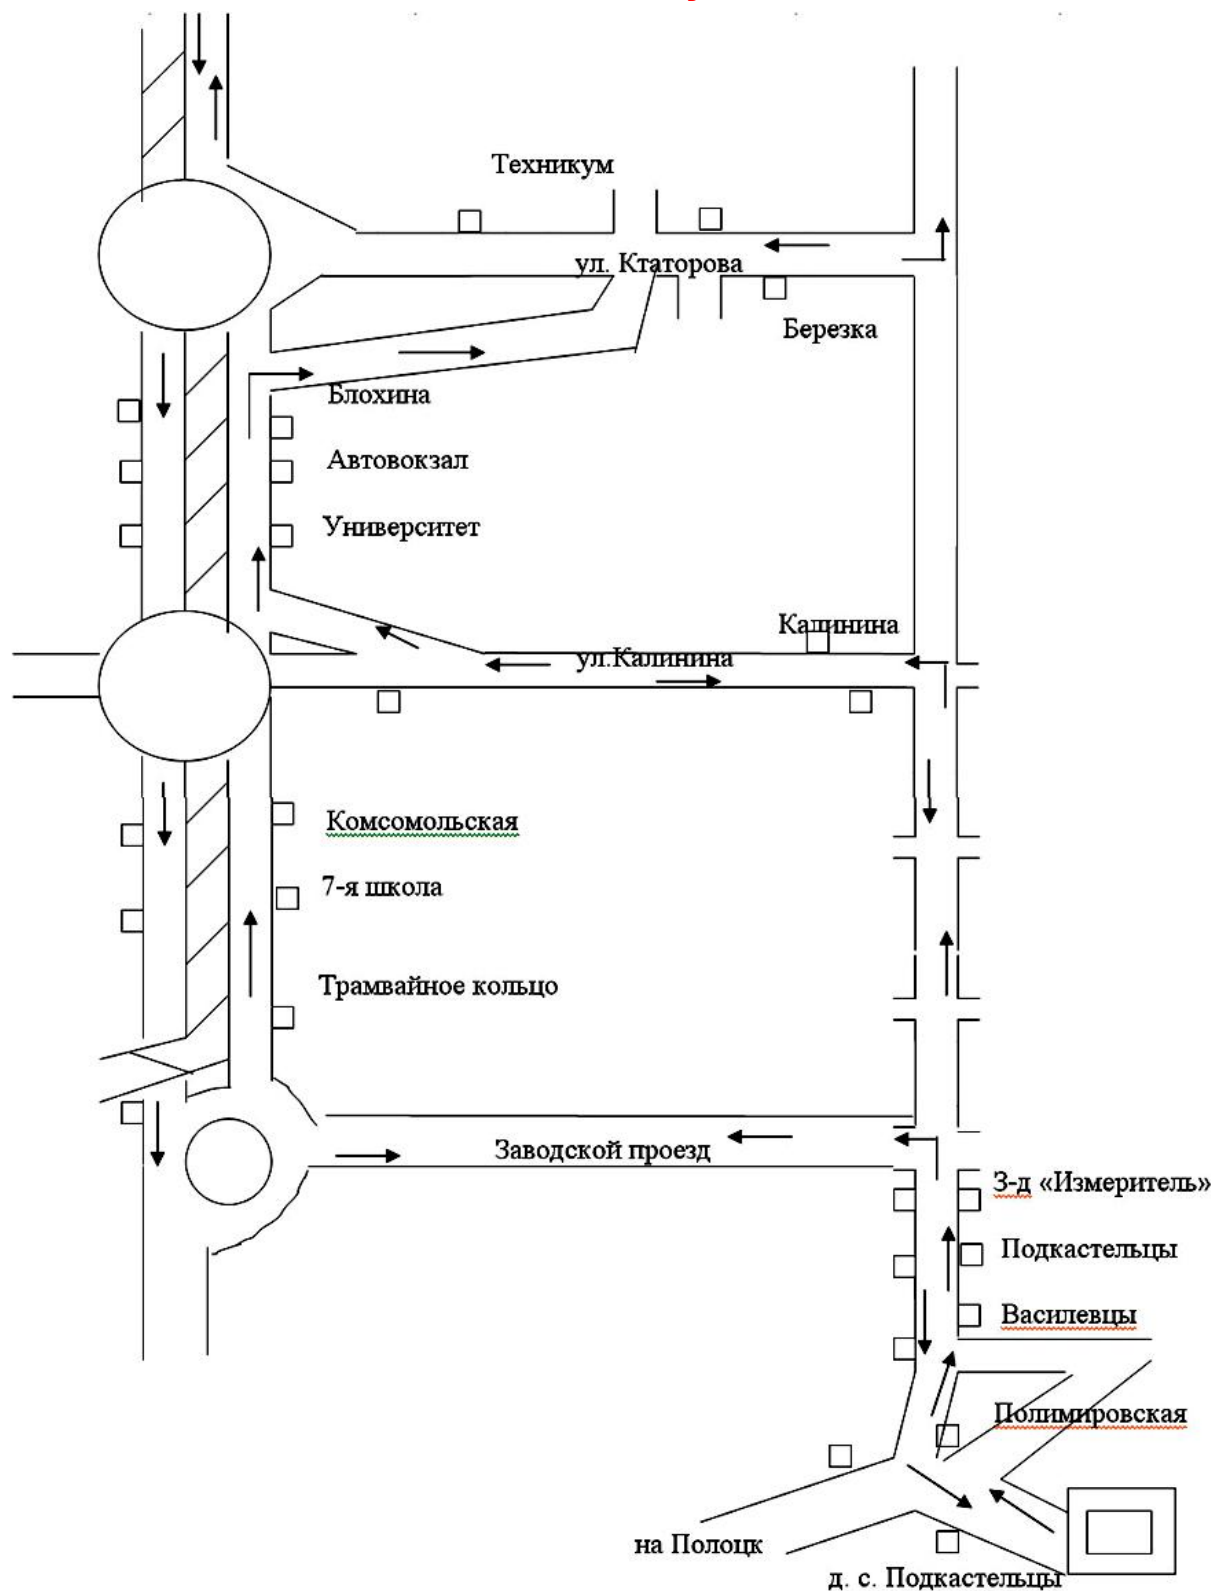 Техникум
ул. Ктаторова
Березка
Блохина
Автовокзал
Университет
Калинина
ул.Калинина
Комсомольская
7-я школа
Трамвайное кольцо
Заводской проезд
З-д «Измеритель»
Подкастельцы
Василевцы
Полимировская
на Полоцк
д. с. Подкастельцы